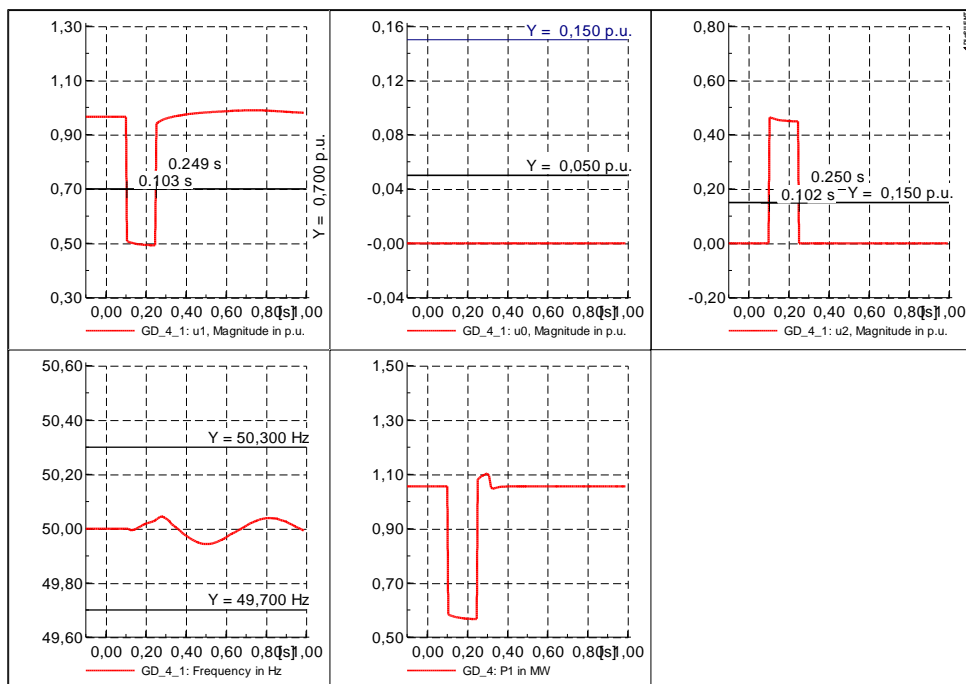 1,30
1,10
0,90
0,70
0,50
0,30
0.249 s
0.103 s
Y = 0,700 p.u.
0,00 0,20 0,40 0,60 0,80 [s] 1,00
GD_4_1: u1, Magnitude in p.u.
0,16
0,12
0,08
0,04
-0,00
-0,04
Y = 0,150 p.u.
Y = 0,050 p.u.
0,00 0,20 0,40 0,60 0,80 [s] 1,00
GD_4_1: u0, Magnitude in p.u.
0,80
0,60
0,40
0,20
0,00
-0,20
0.250 s
0.102 s
Y = 0,150 p.u.
0,00 0,20 0,40 0,60 0,80 [s] 1,00
GD_4_1: u2, Magnitude in p.u.
50,60
50,40
50,20
50,00
49,80
49,60
Y = 50,300 Hz
Y = 49,700 Hz
0,00 0,20 0,40 0,60 0,80 [s] 1,00
GD_4_1: Frequency in Hz
1,50
1,30
1,10
0,90
0,70
0,50
0,00 0,20 0,40 0,60 0,80 [s] 1,00
GD_4: P1 in MW